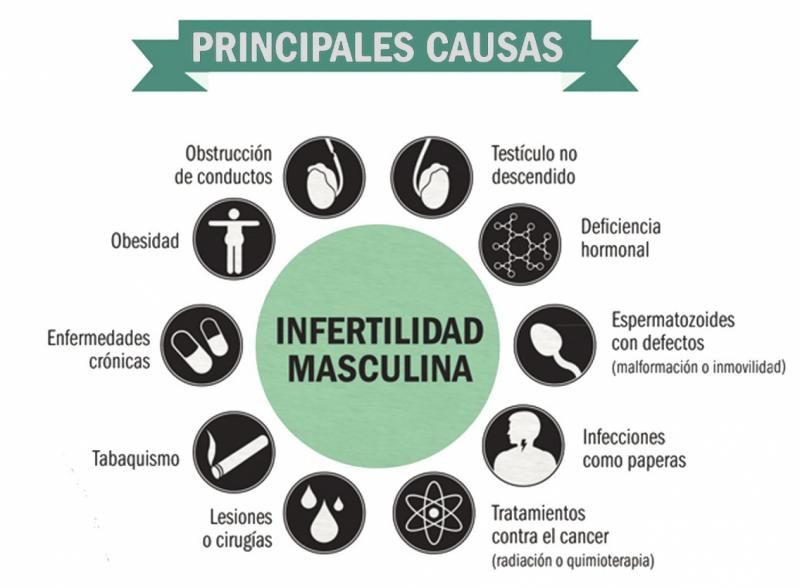 PRINCIPALES CAUSAS
Obstrucción
de conductos
Testículo no
descendido
Obesidad
Deficiencia
hormonal
Enfermedades
crónicas
INFERTILIDAD
MASCULINA
Espermatozoides
con defectos
(malformación o inmovilidad)
Tabaquismo
Infecciones
como paperas
Lesiones
o cirugías
Tratamientos
contra el cancer
(radiación o quimioterapia)